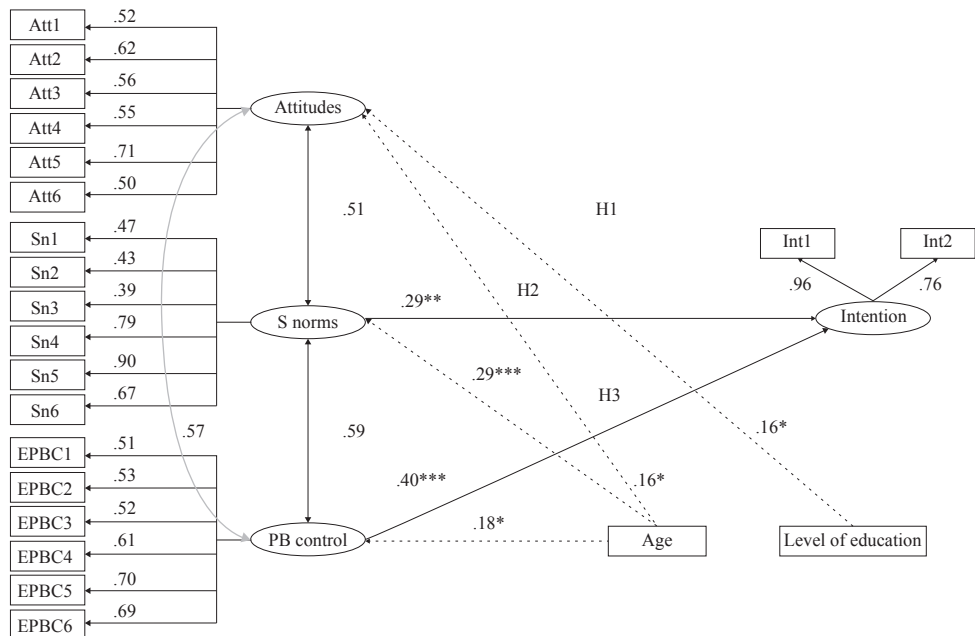 Att1 .52
Att2 .62
Att3 .56
Att4 .55
Att5 .71
Att6 .50
Attitudes
Sn1 .47
Sn2 .43
Sn3 .39
Sn4 .79
Sn5 .90
Sn6 .67
S norms
EPBC1 .51
EPBC2 .53
EPBC3 .52
EPBC4 .61
EPBC5 .70
EPBC6 .69
PB control
.57
.51
.59
H1
H2
H3
.29**
.29***
.40***
.18*
.16*
.16*
Int1
Int2
.96
.76
Intention
Age
Level of education